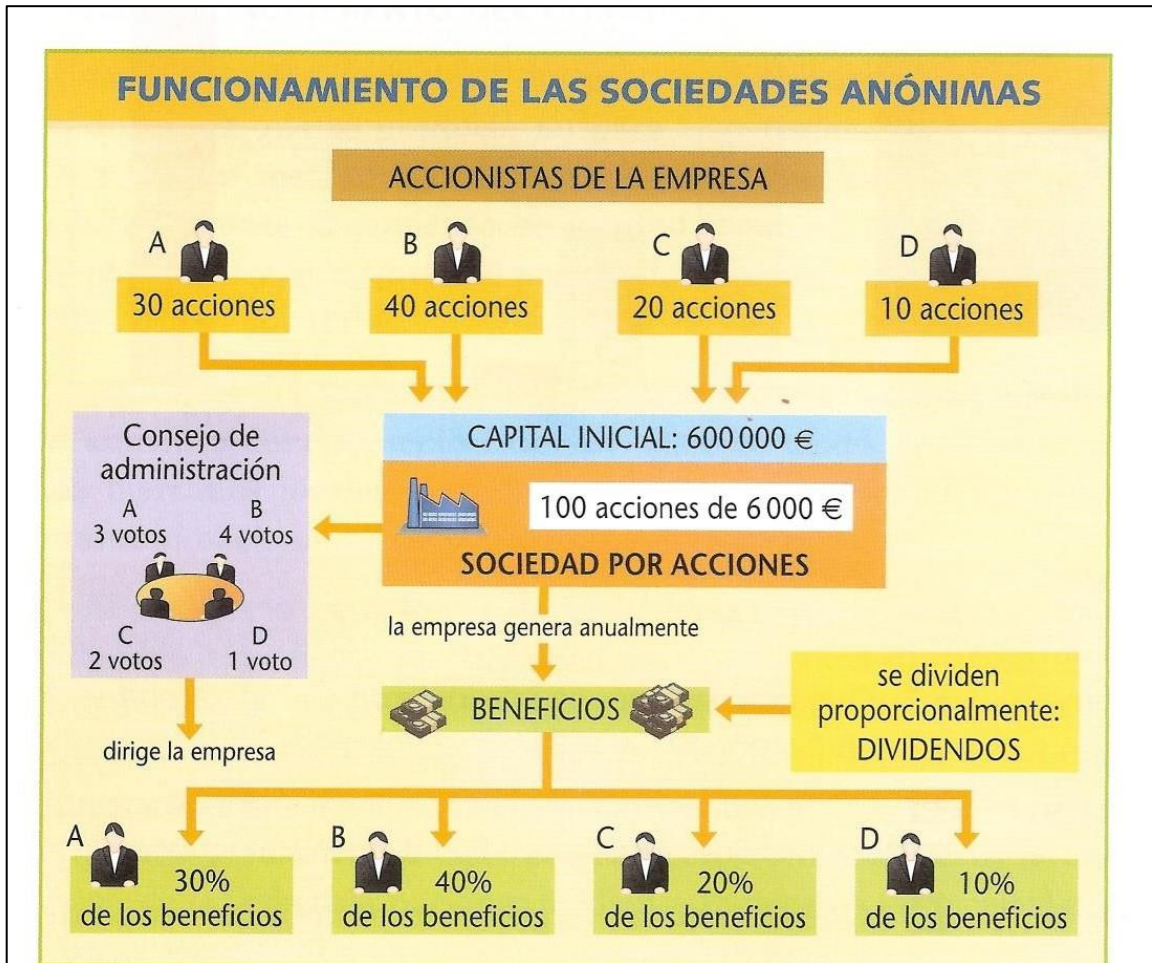 FUNCIONAMIENTO DE LAS SOCIEDADES ANÓNIMAS
ACCIONISTAS DE LA EMPRESA
A
30 acciones
B
40 acciones
C
20 acciones
D
10 acciones
CAPITAL INICIAL: 600 000 €
100 acciones de 6 000 €
SOCIEDAD POR ACCIONES
Consejo de
administración
A B
3 votos 4 votos
C D
2 votos 1 voto
dirige la empresa
la empresa genera anualmente
BENEFICIOS
se dividen
proporcionalmente:
DIVIDENDOS
A
30%
de los beneficios
B
40%
de los beneficios
C
20%
de los beneficios
D
10%
de los beneficios